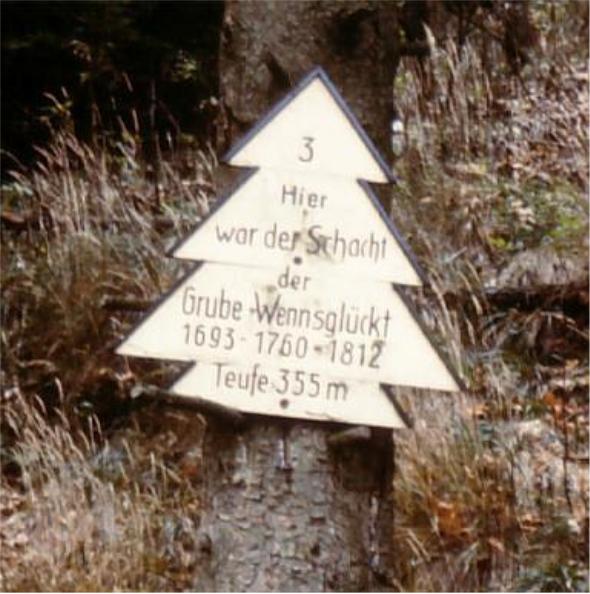 3
Hier
war der Schacht
der
Grube Wennsglückt
1693 - 1760 - 1812
Teufe 355 m